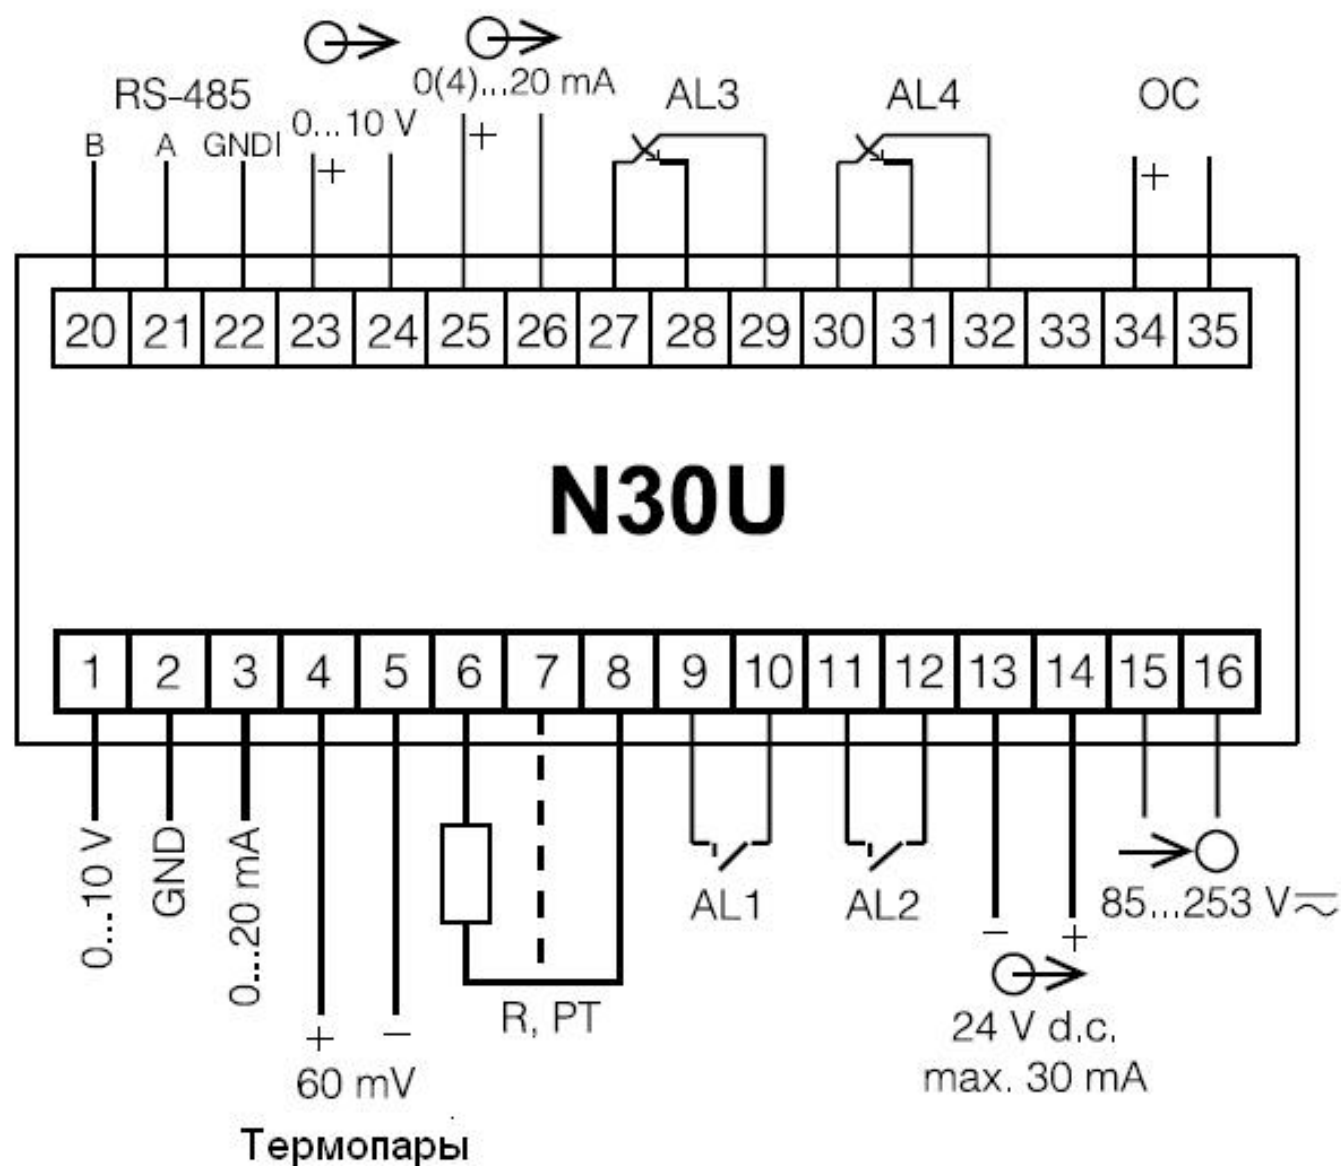 RS-485
0(4)...20 mA
AL3
AL4
OC
B A GNDI
0...10 V
+
+
+
20 21 22 23 24 25 26 27 28 29 30 31 32 33 34 35
N30U
1 2 3 4 5 6 7 8 9 10 11 12 13 14 15 16
0...10 V
GND
0...20 mA
+ −
60 mV
Термопары
R, PT
AL1
AL2
− +
24 V d.c.
max. 30 mA
85...253 V